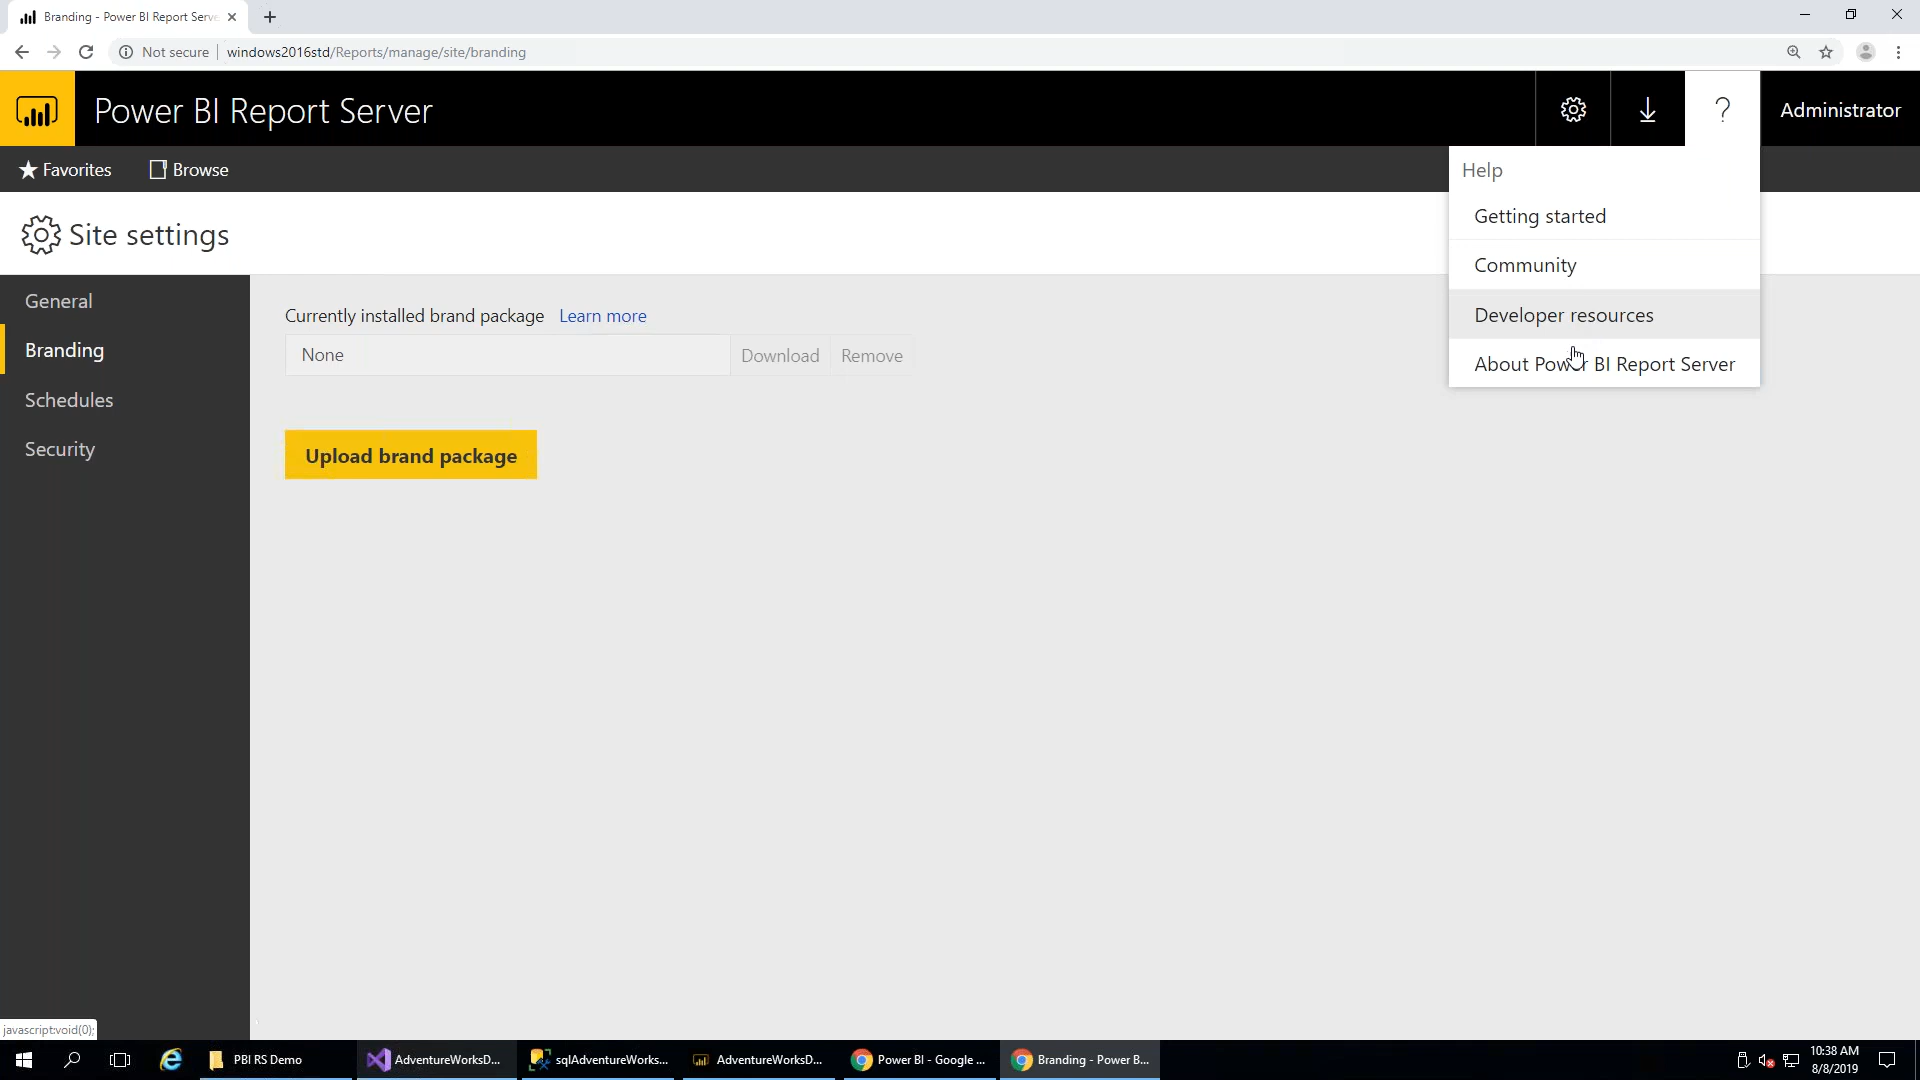 Branding - Power BI Report Serve
Not secure
windows2016std/Reports/manage/site/branding
Power BI Report Server
?
Administrator
Favorites
Browse
Help
Getting started
Community
Developer resources
About Power BI Report Server
Site settings
General
Branding
Schedules
Security
Currently installed brand package Learn more
None
Download
Remove
Upload brand package
javascript:void(0);
PBI RS Demo
AdventureWorksD...
sqlAdventureWorks...
AdventureWorksD...
Power BI - Google ...
Branding - Power B...
10:38 AM
8/8/2019